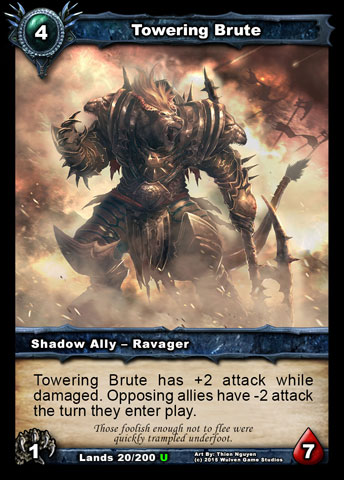 4
Towering Brute
Shadow Ally – Ravager
Towering Brute has +2 attack while
damaged. Opposing allies have -2 attack
the turn they enter play.
Those foolish enough not to flee were
quickly trampled underfoot.
1
Lands 20/200 U
Art By: Thien Nguyen
(c) 2015 Wulven Game Studios
7